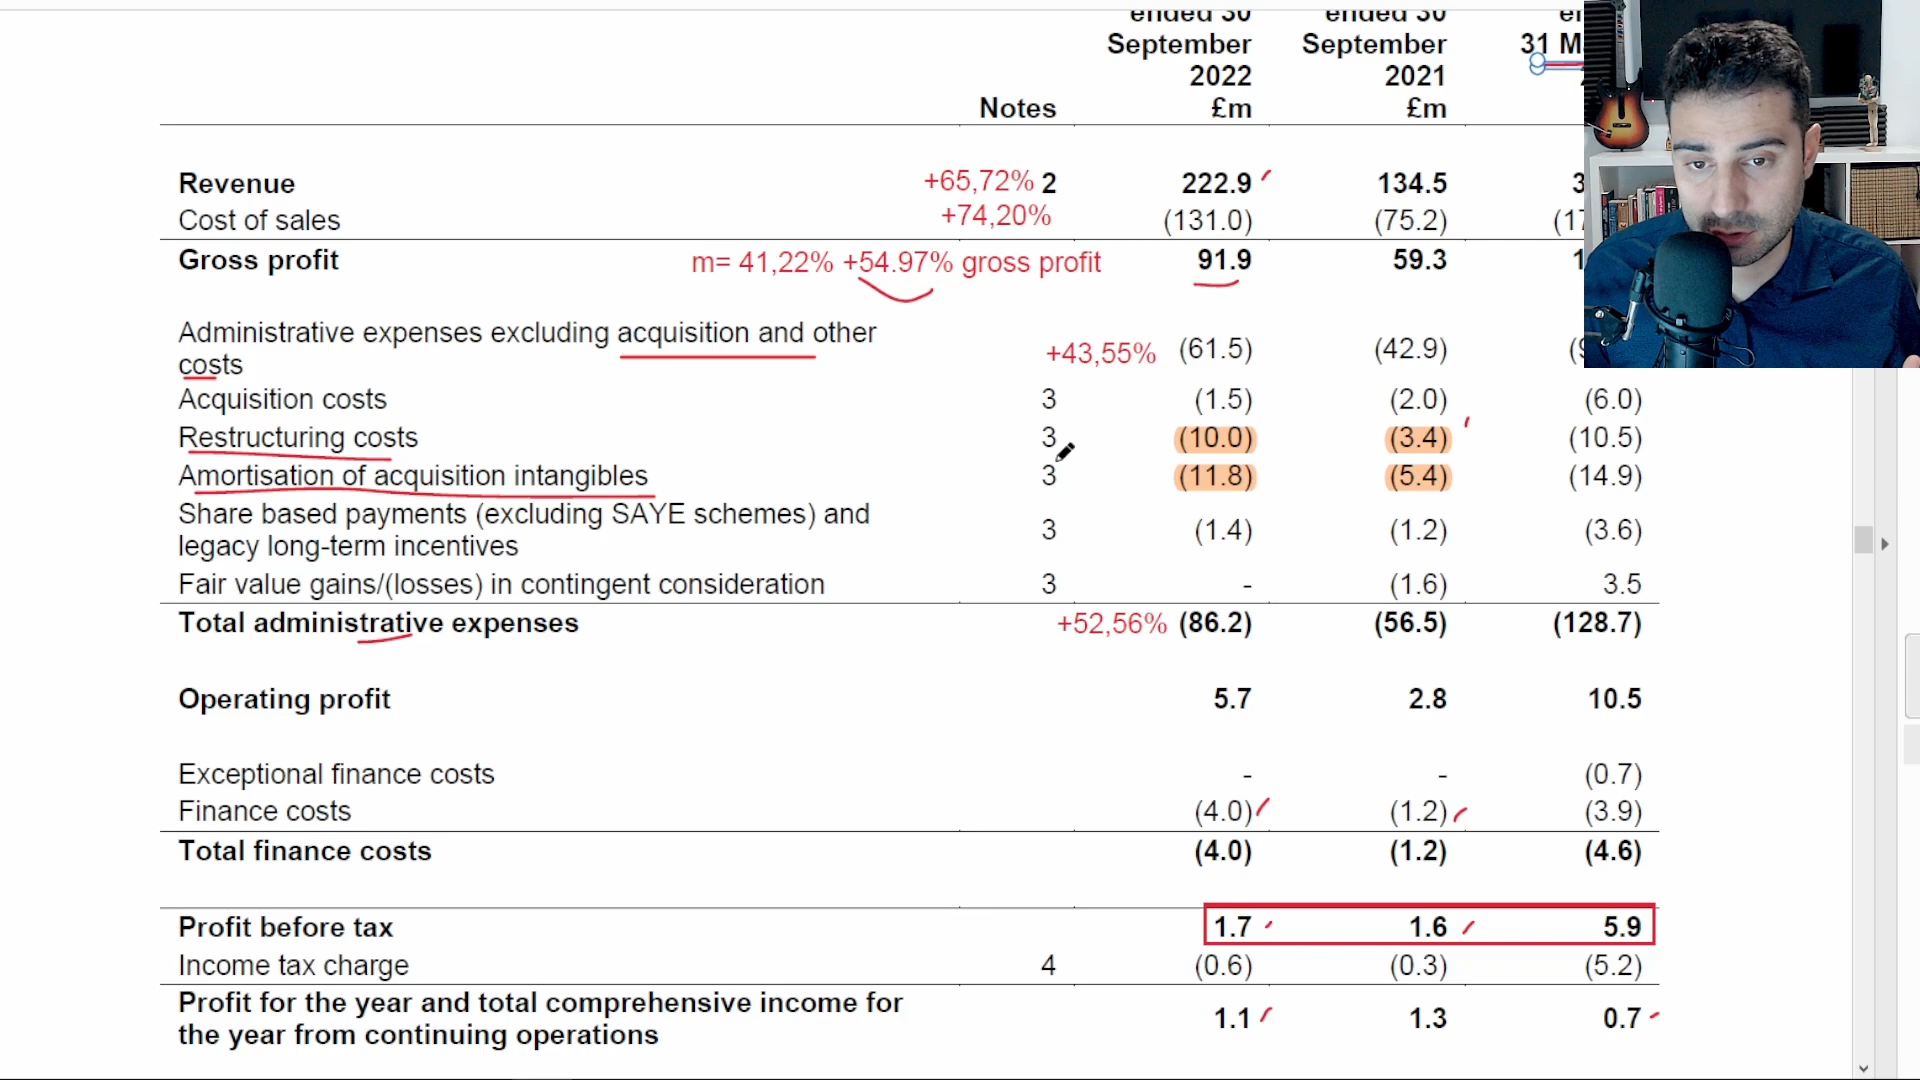 ended 30 ended 30
September September 31 M
2022 2021
Notes £m £m
Revenue +65,72% 2 222.9 134.5 3
Cost of sales +74,20% (131.0) (75.2) (17
Gross profit m= 41,22% +54.97% gross profit 91.9 59.3 1
Administrative expenses excluding acquisition and other
costs +43,55% (61.5) (42.9) (9
Acquisition costs 3 (1.5) (2.0) (6.0)
Restructuring costs 3 (10.0) (3.4) (10.5)
Amortisation of acquisition intangibles 3 (11.8) (5.4) (14.9)
Share based payments (excluding SAYE schemes) and
legacy long-term incentives 3 (1.4) (1.2) (3.6)
Fair value gains/(losses) in contingent consideration 3 - (1.6) 3.5
Total administrative expenses +52,56% (86.2) (56.5) (128.7)
Operating profit 5.7 2.8 10.5
Exceptional finance costs - - (0.7)
Finance costs (4.0) (1.2) (3.9)
Total finance costs (4.0) (1.2) (4.6)
Profit before tax 1.7 1.6 5.9
Income tax charge 4 (0.6) (0.3) (5.2)
Profit for the year and total comprehensive income for
the year from continuing operations 1.1 1.3 0.7